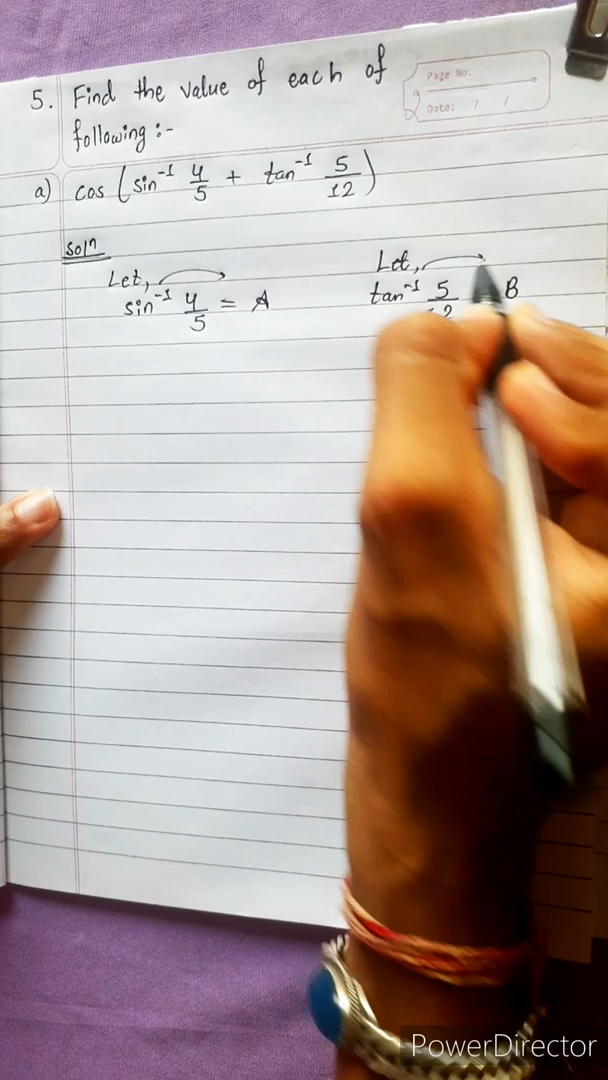 5. Find the value of each of
following :-
Page No.
Date: / /
a) cos (sin⁻¹ 4/5 + tan⁻¹ 5/12)
Soln
Let,
sin⁻¹ 4/5 = A
Let,
tan⁻¹ 5/12 B
PowerDirector